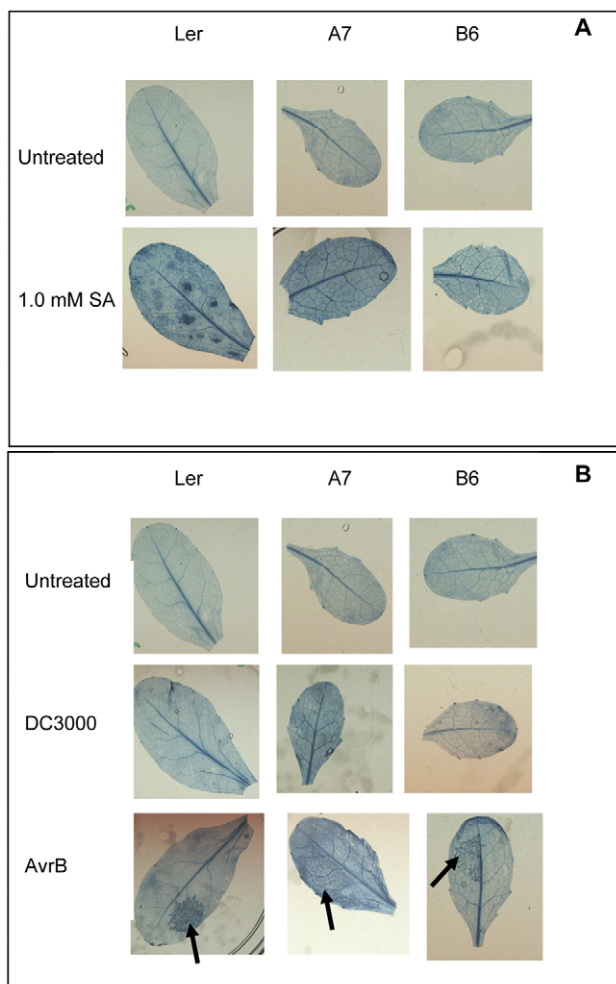 Ler A7 B6 A
Untreated
1.0 mM SA
Ler A7 B6 B
Untreated
DC3000
AvrB